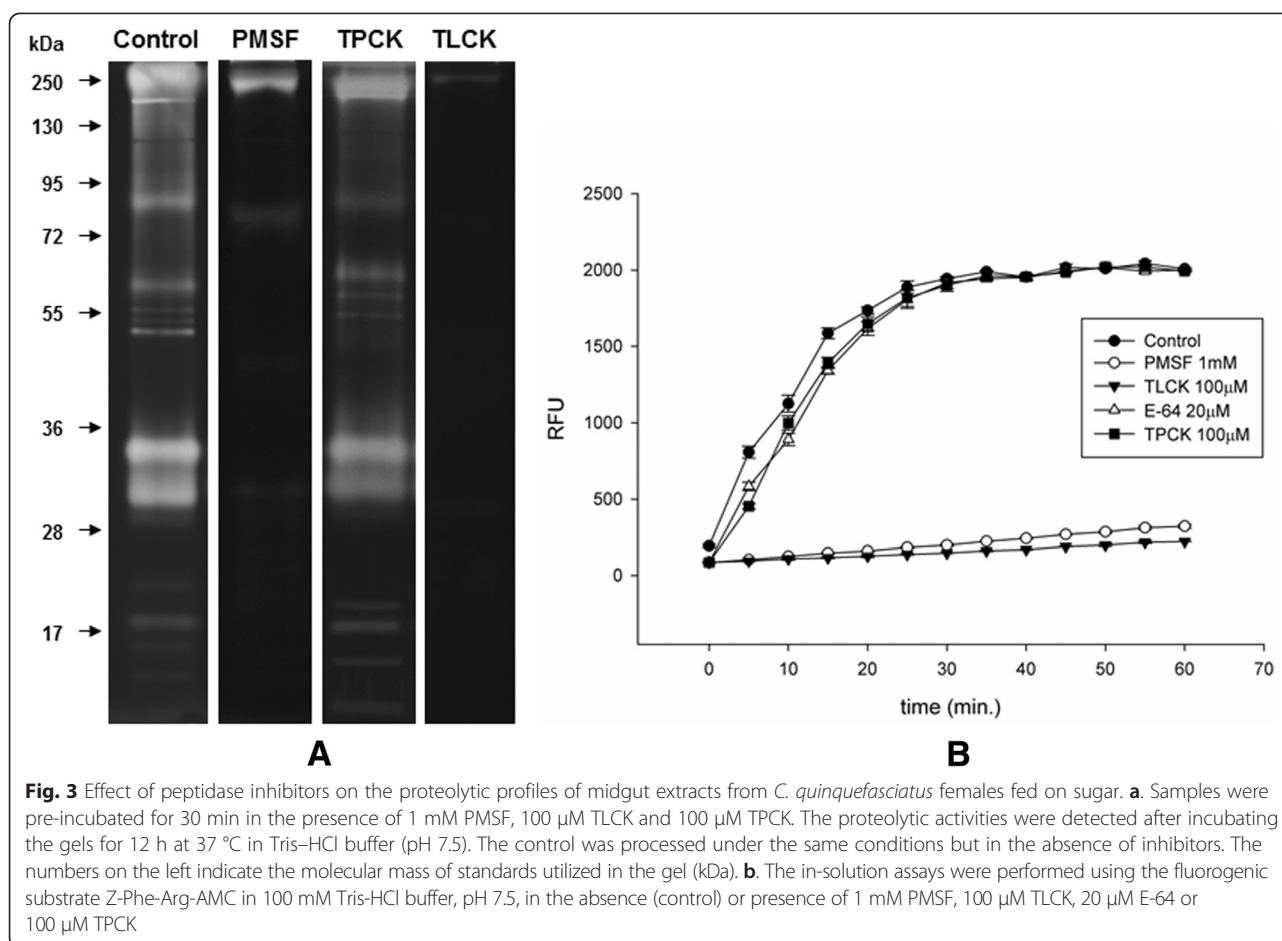 kDa
Control PMSF TPCK TLCK
250
130
95
72
55
36
28
17
A
2500
2000
1500
1000
500
0
RFU
0 10 20 30 40 50 60 70
time (min.)
Control
PMSF 1mM
TLCK 100µM
E-64 20µM
TPCK 100µM
B
Fig. 3 Effect of peptidase inhibitors on the proteolytic profiles of midgut extracts from C. quinquefasciatus females fed on sugar. a. Samples were
pre-incubated for 30 min in the presence of 1 mM PMSF, 100 µM TLCK and 100 µM TPCK. The proteolytic activities were detected after incubating
the gels for 12 h at 37 °C in Tris–HCl buffer (pH 7.5). The control was processed under the same conditions but in the absence of inhibitors. The
numbers on the left indicate the molecular mass of standards utilized in the gel (kDa). b. The in-solution assays were performed using the fluorogenic
substrate Z-Phe-Arg-AMC in 100 mM Tris-HCl buffer, pH 7.5, in the absence (control) or presence of 1 mM PMSF, 100 µM TLCK, 20 µM E-64 or
100 µM TPCK